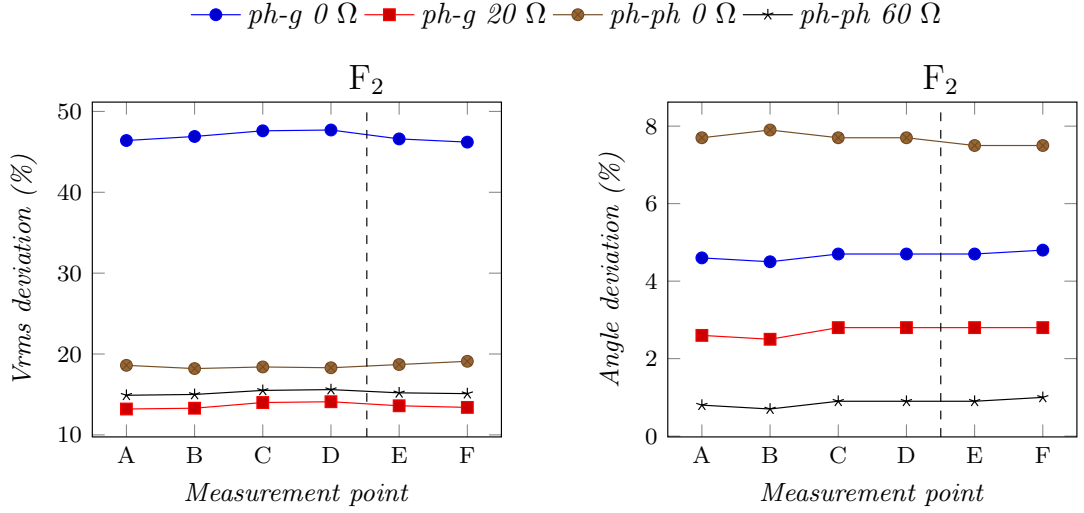 ph-g 0 Ω ph-g 20 Ω ph-ph 0 Ω ph-ph 60 Ω
F2
50
40
30
20
10
A B C D E F
Vrms deviation (%)
Measurement point
F2
8
6
4
2
0
A B C D E F
Angle deviation (%)
Measurement point